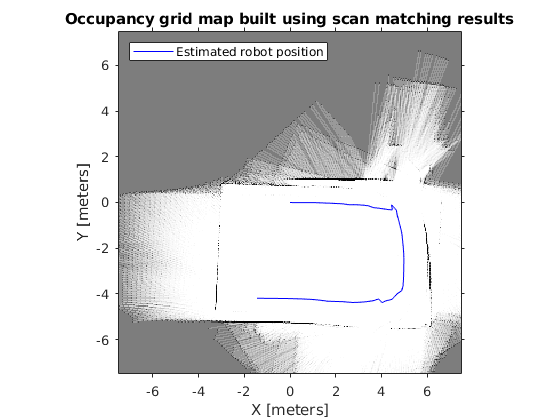 Occupancy grid map built using scan matching results
Estimated robot position
6
4
2
0
-2
-4
-6
Y [meters]
-6 -4 -2 0 2 4 6
X [meters]